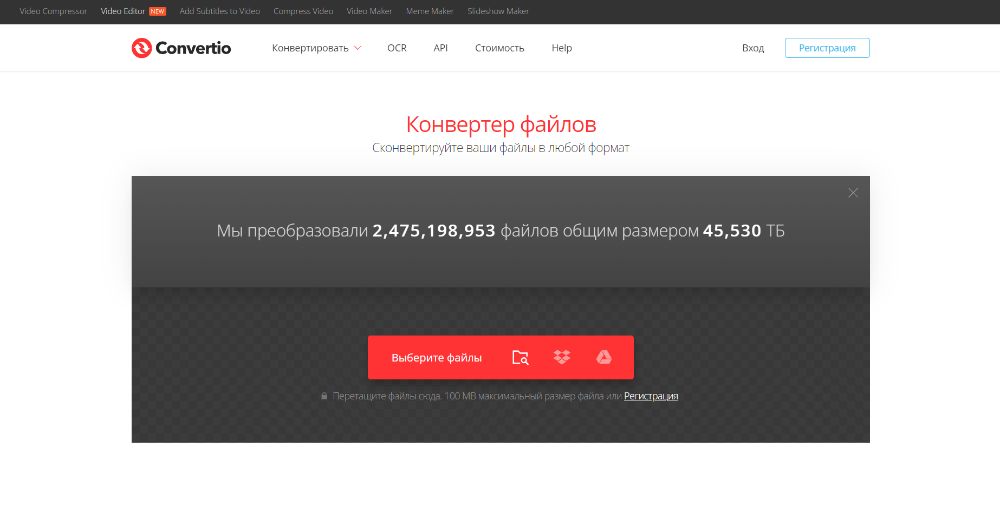 Video Compressor Video Editor NEW Add Subtitles to Video Compress Video Video Maker Meme Maker Slideshow Maker
Convertio Конвертировать OCR API Стоимость Help Вход Регистрация
Конвертер файлов
Сконвертируйте ваши файлы в любой формат
Мы преобразовали 2,475,198,953 файлов общим размером 45,530 ТБ
Выберите файлы
Перетащите файлы сюда. 100 MB максимальный размер файла или Регистрация